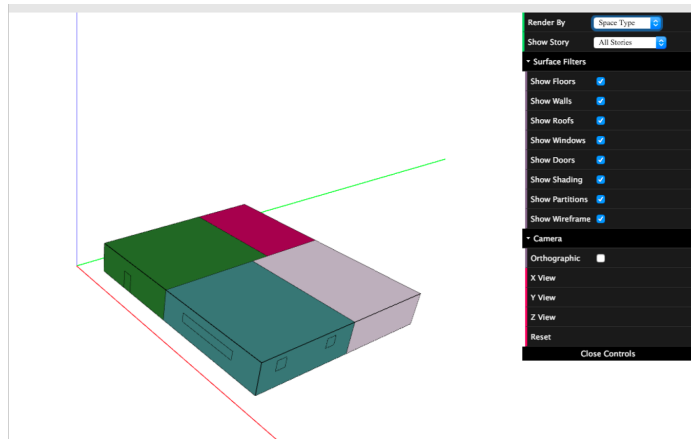 Render By Space Type
Show Story All Stories
Surface Filters
Show Floors
Show Walls
Show Roofs
Show Windows
Show Doors
Show Shading
Show Partitions
Show Wireframe
Camera
Orthographic
X View
Y View
Z View
Reset
Close Controls